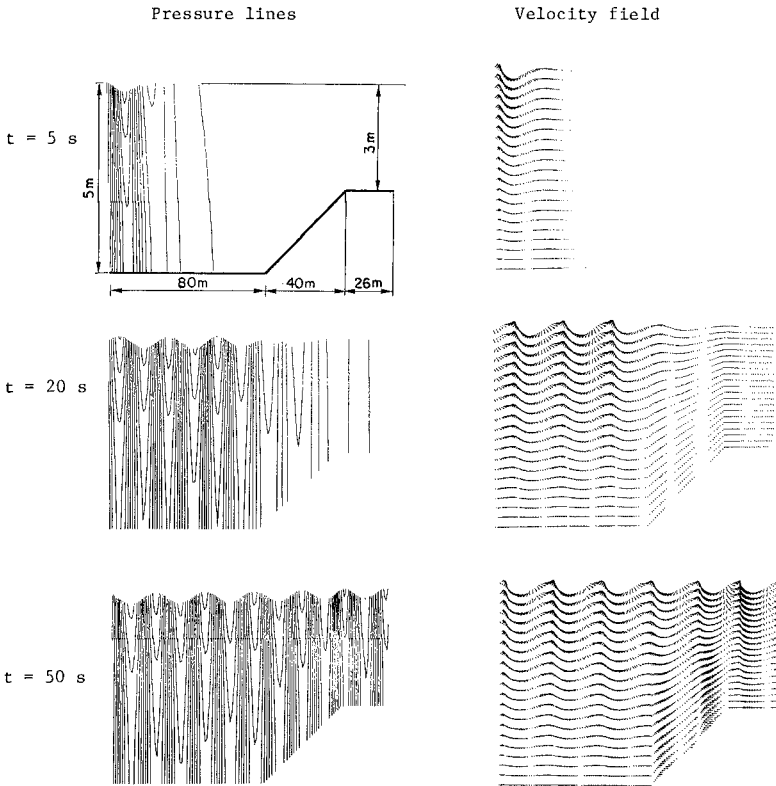 Pressure lines
Velocity field
t = 5 s
5m
3m
80m
40m
26m
t = 20 s
t = 50 s